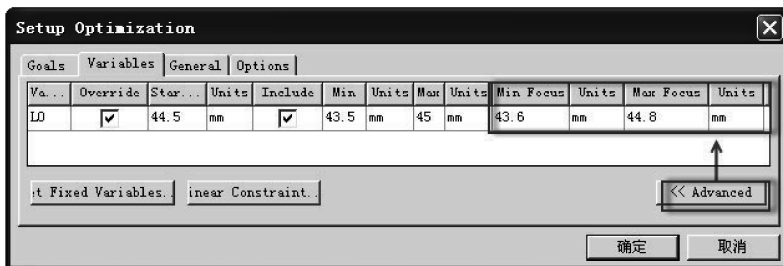 Setup Optimization
Goals Variables General Options
Va... Override Star... Units Include Min Units Max Units Min Focus Units Max Focus Units
L0 44.5 mm 43.5 mm 45 mm 43.6 mm 44.8 mm
:t Fixed Variables. inear Constraint. << Advanced
确定 取消